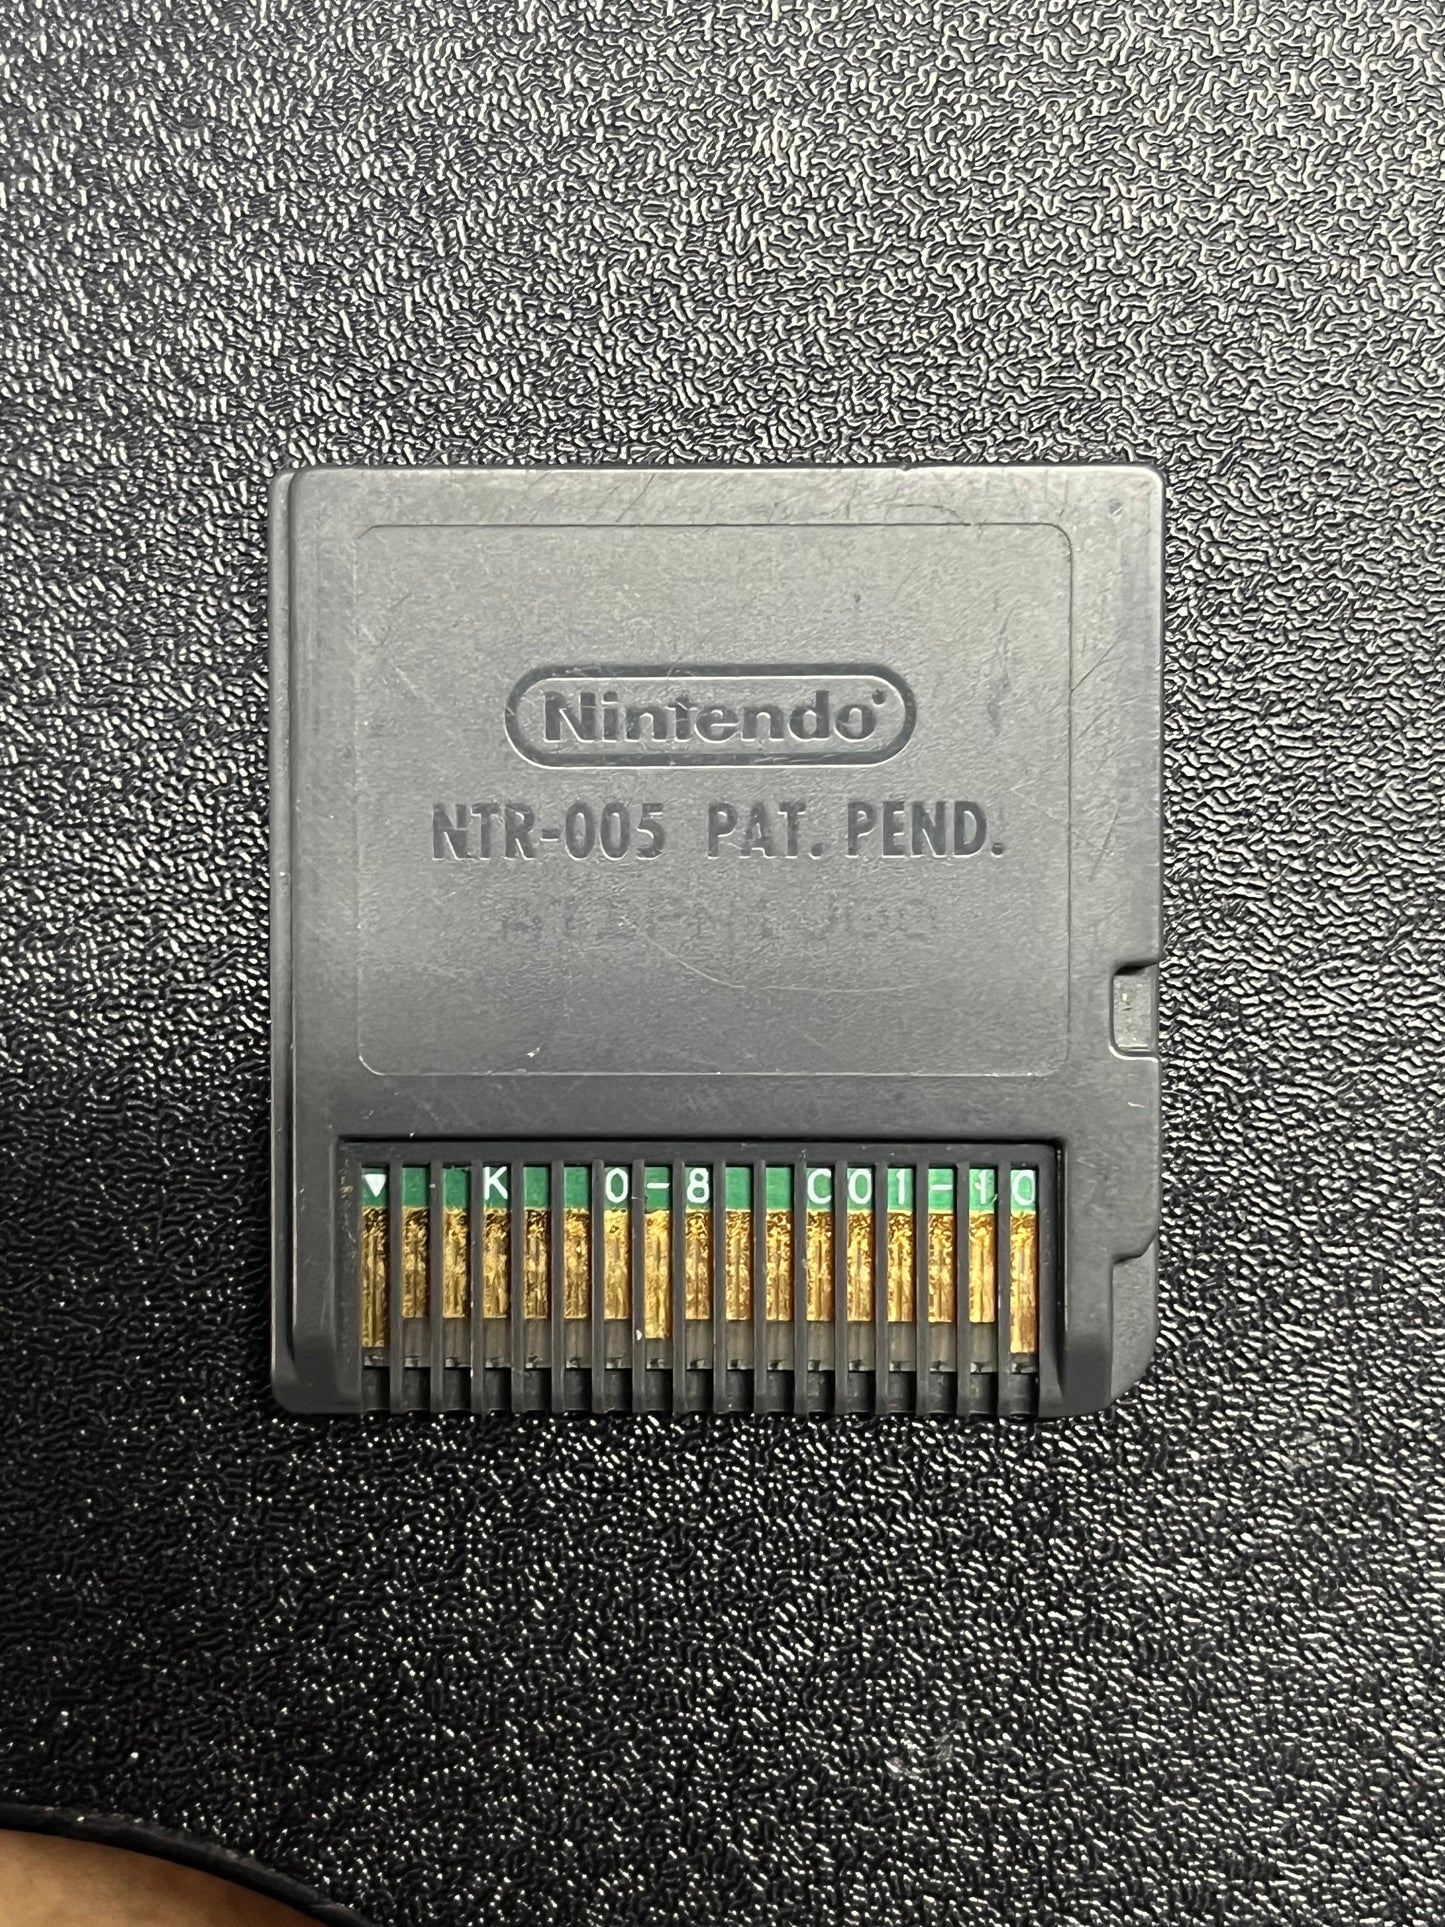 Nintendo
NTR-005 PAT. PEND.
▼ K 0-8 C01-10